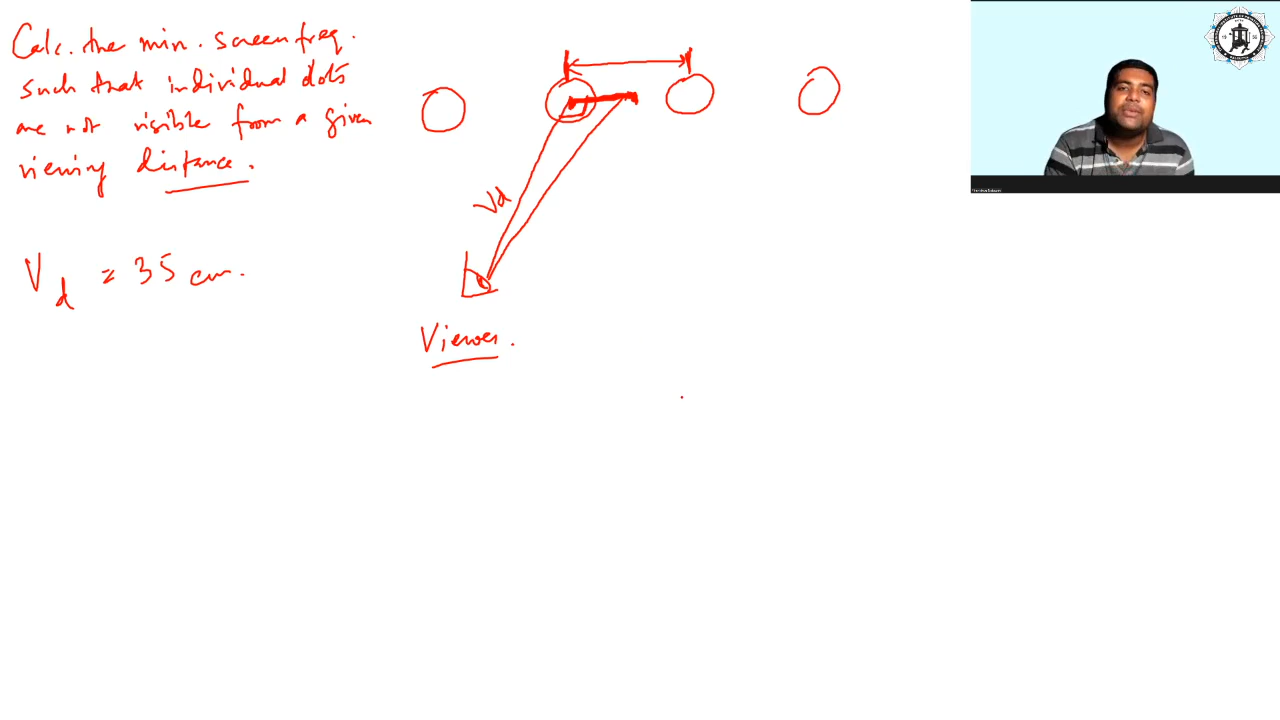 Calc. the min. screen freq.
such that individual dots
are not visible from a given
viewing distance.
Vd = 35 cm.
Vd
Viewer.